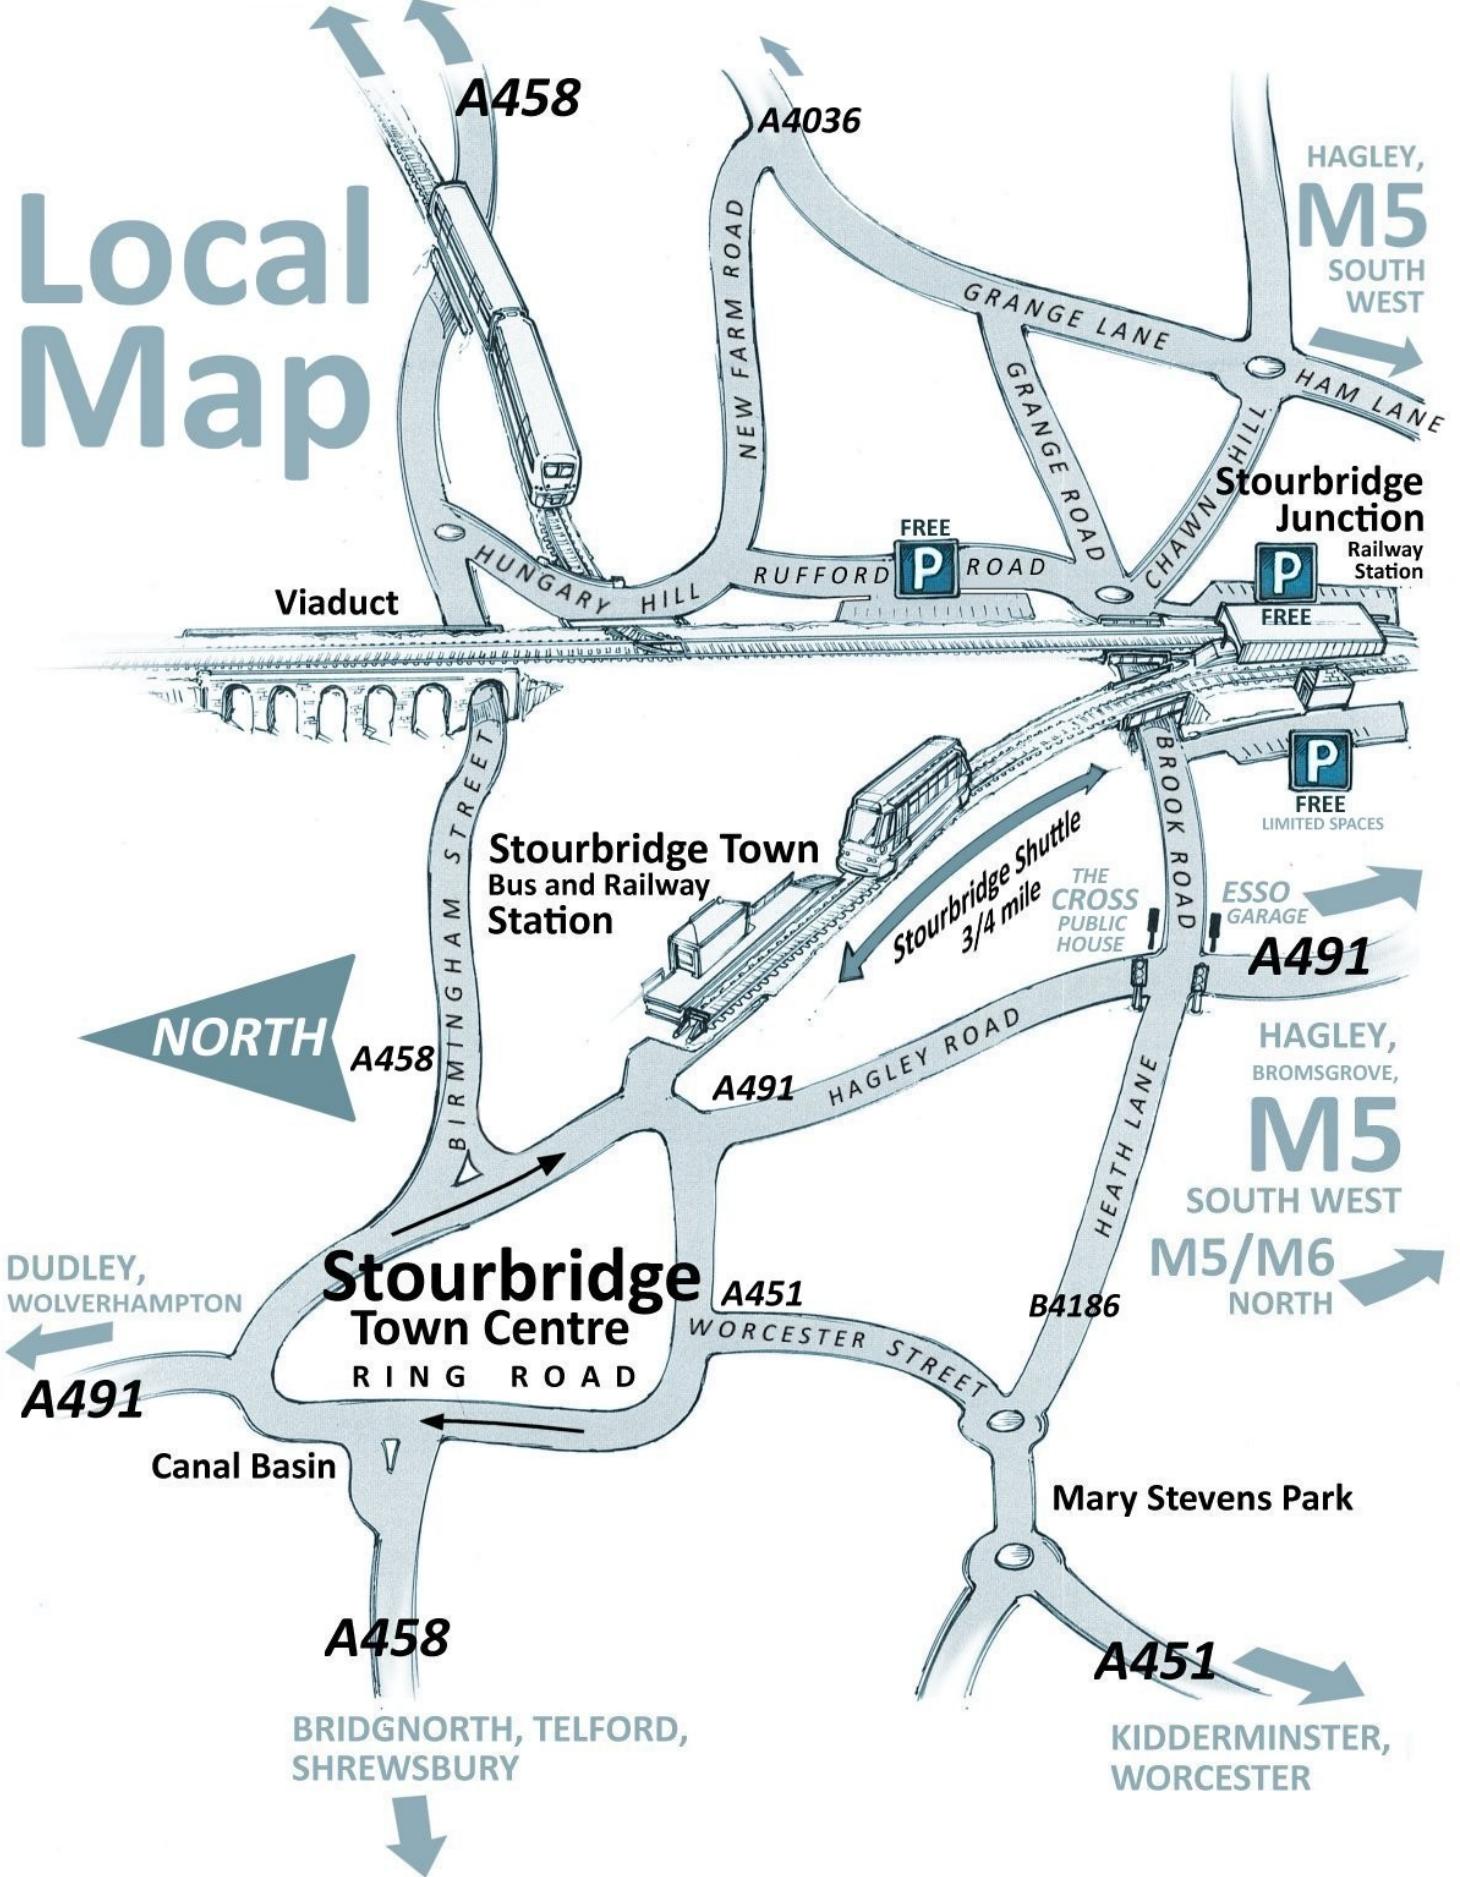 A458
A4036
Local
Map
HAGLEY,
M5
SOUTH
WEST
NEW FARM ROAD
GRANGE LANE
HAM LANE
GRANGE ROAD
CHAWN HILL
Stourbridge
Junction
Railway
Station
FREE
P
P
FREE
HUNGARY HILL
RUFFORD ROAD
Viaduct
BIRMINGHAM STREET
BROOK ROAD
P
FREE
LIMITED SPACES
Stourbridge Town
Bus and Railway
Station
Stourbridge Shuttle
3/4 mile
THE
CROSS
PUBLIC
HOUSE
ESSO
GARAGE
A491
NORTH
A458
A491
HAGLEY ROAD
HEATH LANE
HAGLEY,
BROMSGROVE,
M5
SOUTH WEST
M5/M6
NORTH
DUDLEY,
WOLVERHAMPTON
A491
Stourbridge
Town Centre
RING ROAD
A451
WORCESTER STREET
B4186
Canal Basin
Mary Stevens Park
A458
A451
BRIDGNORTH, TELFORD,
SHREWSBURY
KIDDERMINSTER,
WORCESTER